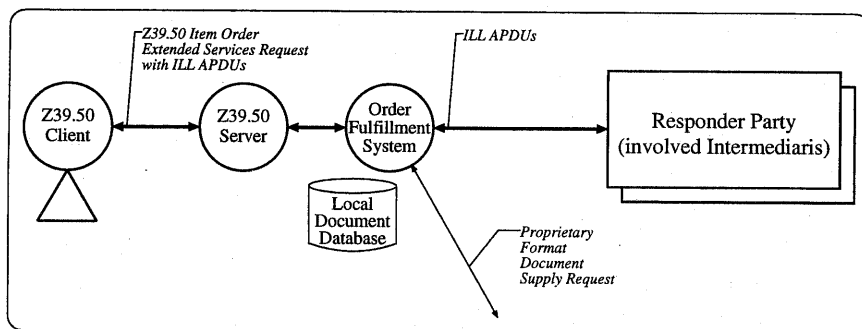 Z39.50 Item Order
Extended Services Request
with ILL APDUs
ILL APDUs
Z39.50
Client
Z39.50
Server
Order
Fulfillment
System
Responder Party
(involved Intermediaris)
Local
Document
Database
Proprietary
Format
Document
Supply Request